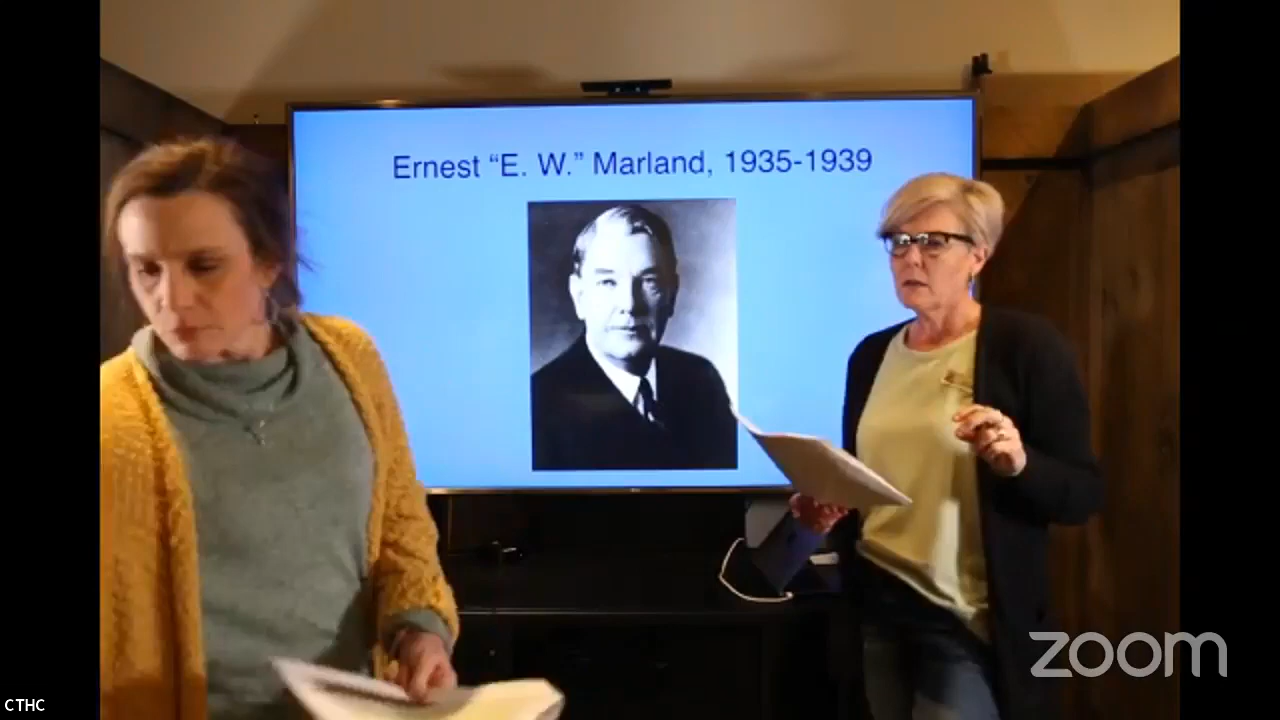 Ernest “E. W.” Marland, 1935-1939
zoom
CTHC